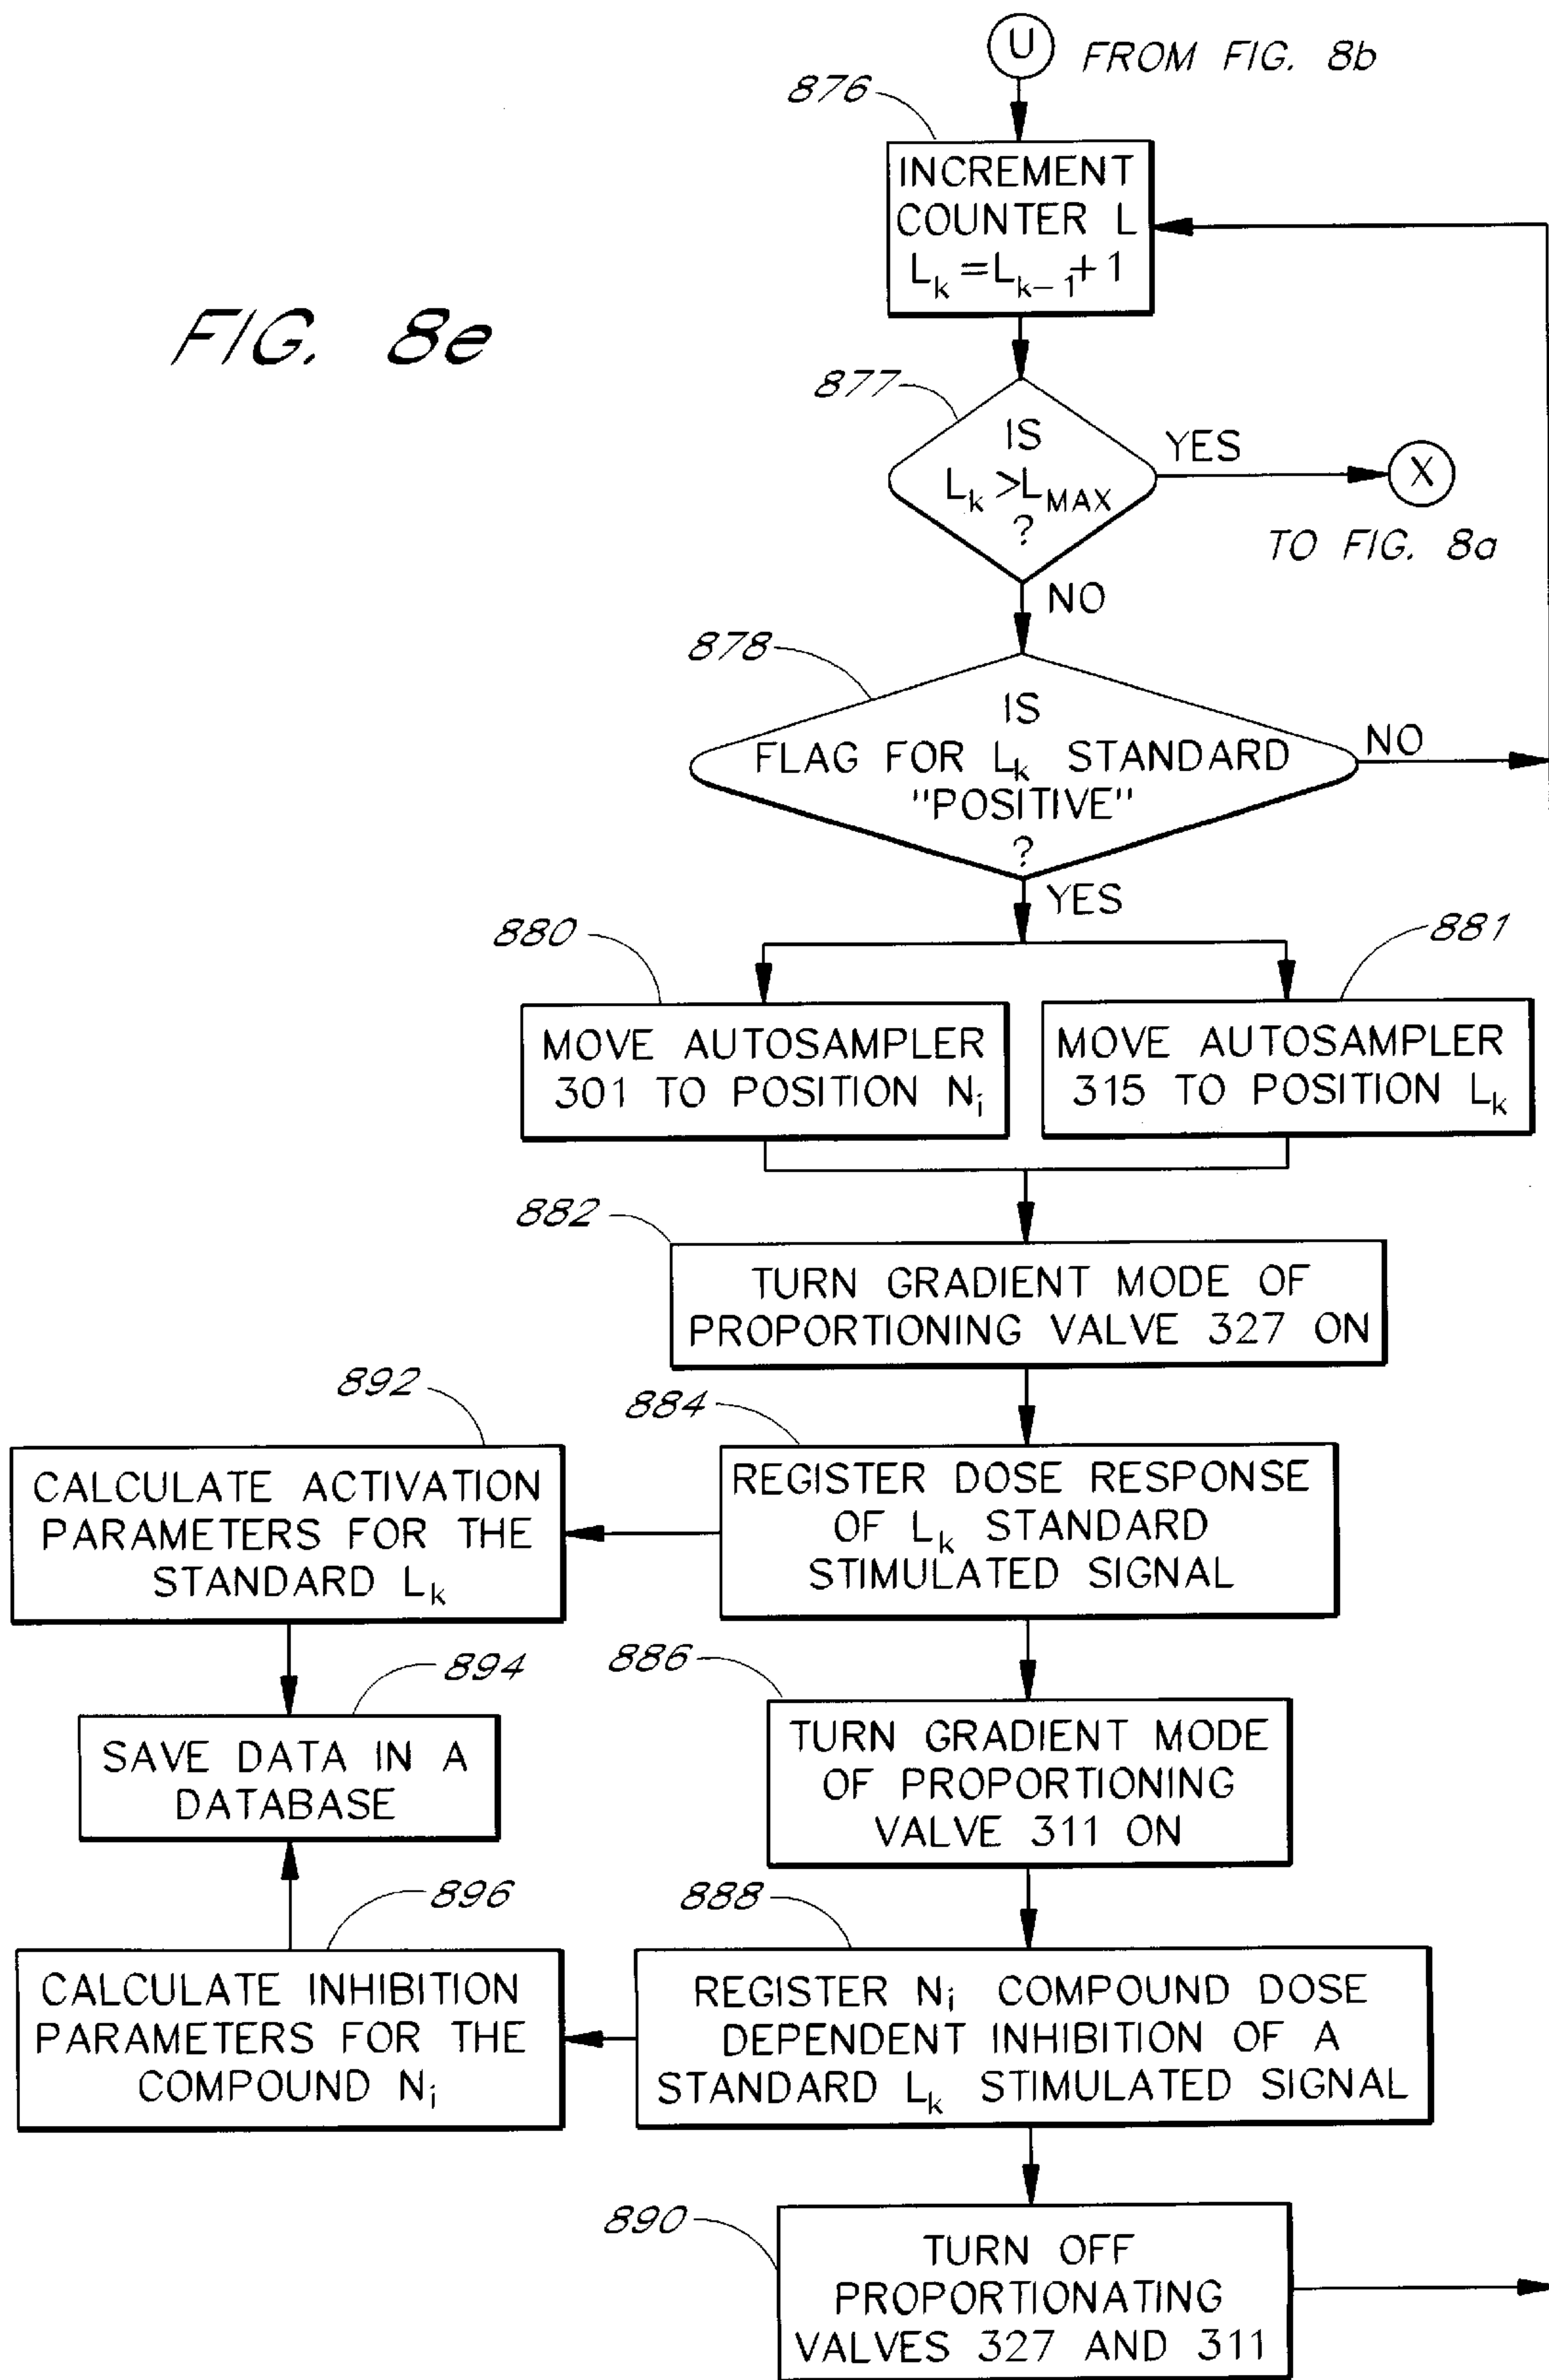 U FROM FIG. 8b
876
INCREMENT
COUNTER L
Lk=Lk-1+1
FIG. 8e
877
IS
Lk>LMAX
?
YES
X
TO FIG. 8a
NO
878
IS
FLAG FOR Lk STANDARD
"POSITIVE"
?
NO
YES
880
MOVE AUTOSAMPLER
301 TO POSITION Ni
881
MOVE AUTOSAMPLER
315 TO POSITION Lk
882
TURN GRADIENT MODE OF
PROPORTIONING VALVE 327 ON
892
CALCULATE ACTIVATION
PARAMETERS FOR THE
STANDARD Lk
884
REGISTER DOSE RESPONSE
OF Lk STANDARD
STIMULATED SIGNAL
894
SAVE DATA IN A
DATABASE
886
TURN GRADIENT MODE
OF PROPORTIONING
VALVE 311 ON
896
CALCULATE INHIBITION
PARAMETERS FOR THE
COMPOUND Ni
888
REGISTER Ni COMPOUND DOSE
DEPENDENT INHIBITION OF A
STANDARD Lk STIMULATED SIGNAL
890
TURN OFF
PROPORTIONATING
VALVES 327 AND 311